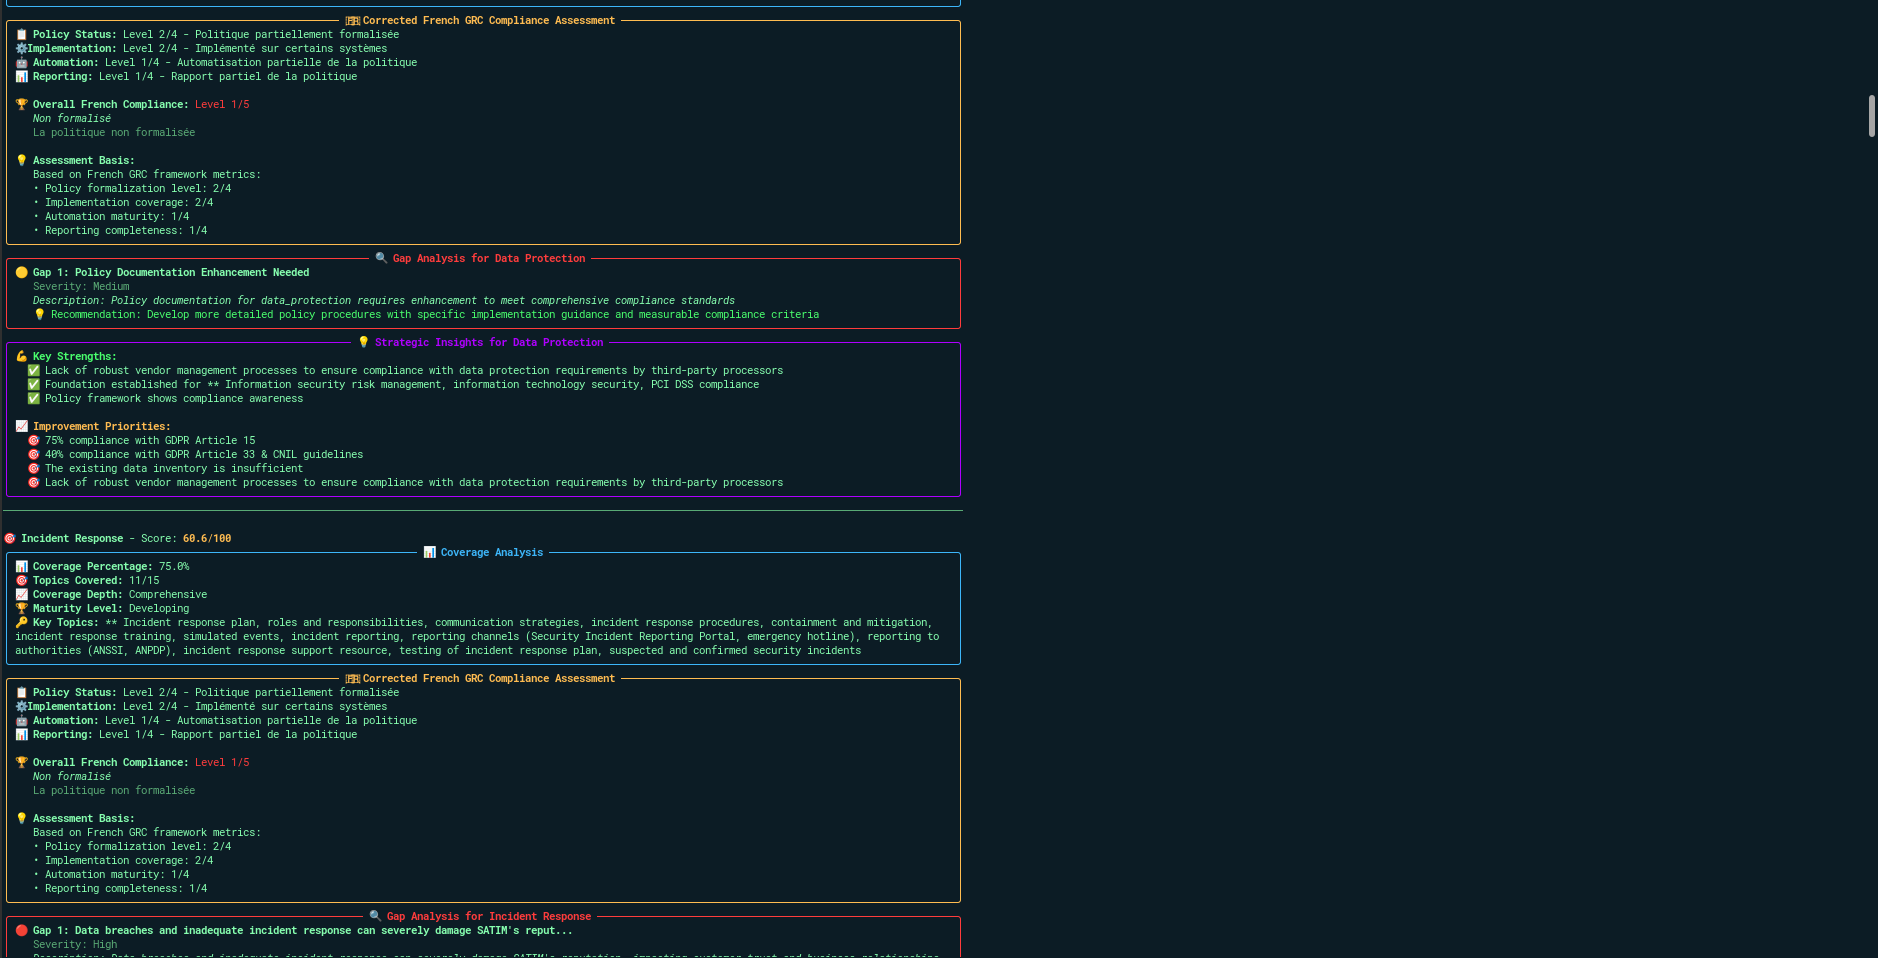 Corrected French GRC Compliance Assessment
📋 Policy Status: Level 2/4 - Politique partiellement formalisée
⚙️Implementation: Level 2/4 - Implémenté sur certains systèmes
🤖 Automation: Level 1/4 - Automatisation partielle de la politique
📊 Reporting: Level 1/4 - Rapport partiel de la politique
🏆 Overall French Compliance: Level 1/5
Non formalisé
La politique non formalisée
💡 Assessment Basis:
Based on French GRC framework metrics:
• Policy formalization level: 2/4
• Implementation coverage: 2/4
• Automation maturity: 1/4
• Reporting completeness: 1/4
🔍 Gap Analysis for Data Protection
🟡 Gap 1: Policy Documentation Enhancement Needed
Severity: Medium
Description: Policy documentation for data_protection requires enhancement to meet comprehensive compliance standards
💡 Recommendation: Develop more detailed policy procedures with specific implementation guidance and measurable compliance criteria
💡 Strategic Insights for Data Protection
💪 Key Strengths:
✅ Lack of robust vendor management processes to ensure compliance with data protection requirements by third-party processors
✅ Foundation established for ** Information security risk management, information technology security, PCI DSS compliance
✅ Policy framework shows compliance awareness
📈 Improvement Priorities:
🎯 75% compliance with GDPR Article 15
🎯 40% compliance with GDPR Article 33 & CNIL guidelines
🎯 The existing data inventory is insufficient
🎯 Lack of robust vendor management processes to ensure compliance with data protection requirements by third-party processors
🎯 Incident Response - Score: 60.6/100
📊 Coverage Analysis
📊 Coverage Percentage: 75.0%
🎯 Topics Covered: 11/15
📈 Coverage Depth: Comprehensive
🏆 Maturity Level: Developing
🔑 Key Topics: ** Incident response plan, roles and responsibilities, communication strategies, incident response procedures, containment and mitigation,
incident response training, simulated events, incident reporting, reporting channels (Security Incident Reporting Portal, emergency hotline), reporting to
authorities (ANSSI, ANPDP), incident response support resource, testing of incident response plan, suspected and confirmed security incidents
Corrected French GRC Compliance Assessment
📋 Policy Status: Level 2/4 - Politique partiellement formalisée
⚙️Implementation: Level 2/4 - Implémenté sur certains systèmes
🤖 Automation: Level 1/4 - Automatisation partielle de la politique
📊 Reporting: Level 1/4 - Rapport partiel de la politique
🏆 Overall French Compliance: Level 1/5
Non formalisé
La politique non formalisée
💡 Assessment Basis:
Based on French GRC framework metrics:
• Policy formalization level: 2/4
• Implementation coverage: 2/4
• Automation maturity: 1/4
• Reporting completeness: 1/4
🔍 Gap Analysis for Incident Response
🔴 Gap 1: Data breaches and inadequate incident response can severely damage SATIM's reput...
Severity: High
Description: Data breaches and inadequate incident response can severely damage SATIM's reputation, impacting customer trust and business relationships